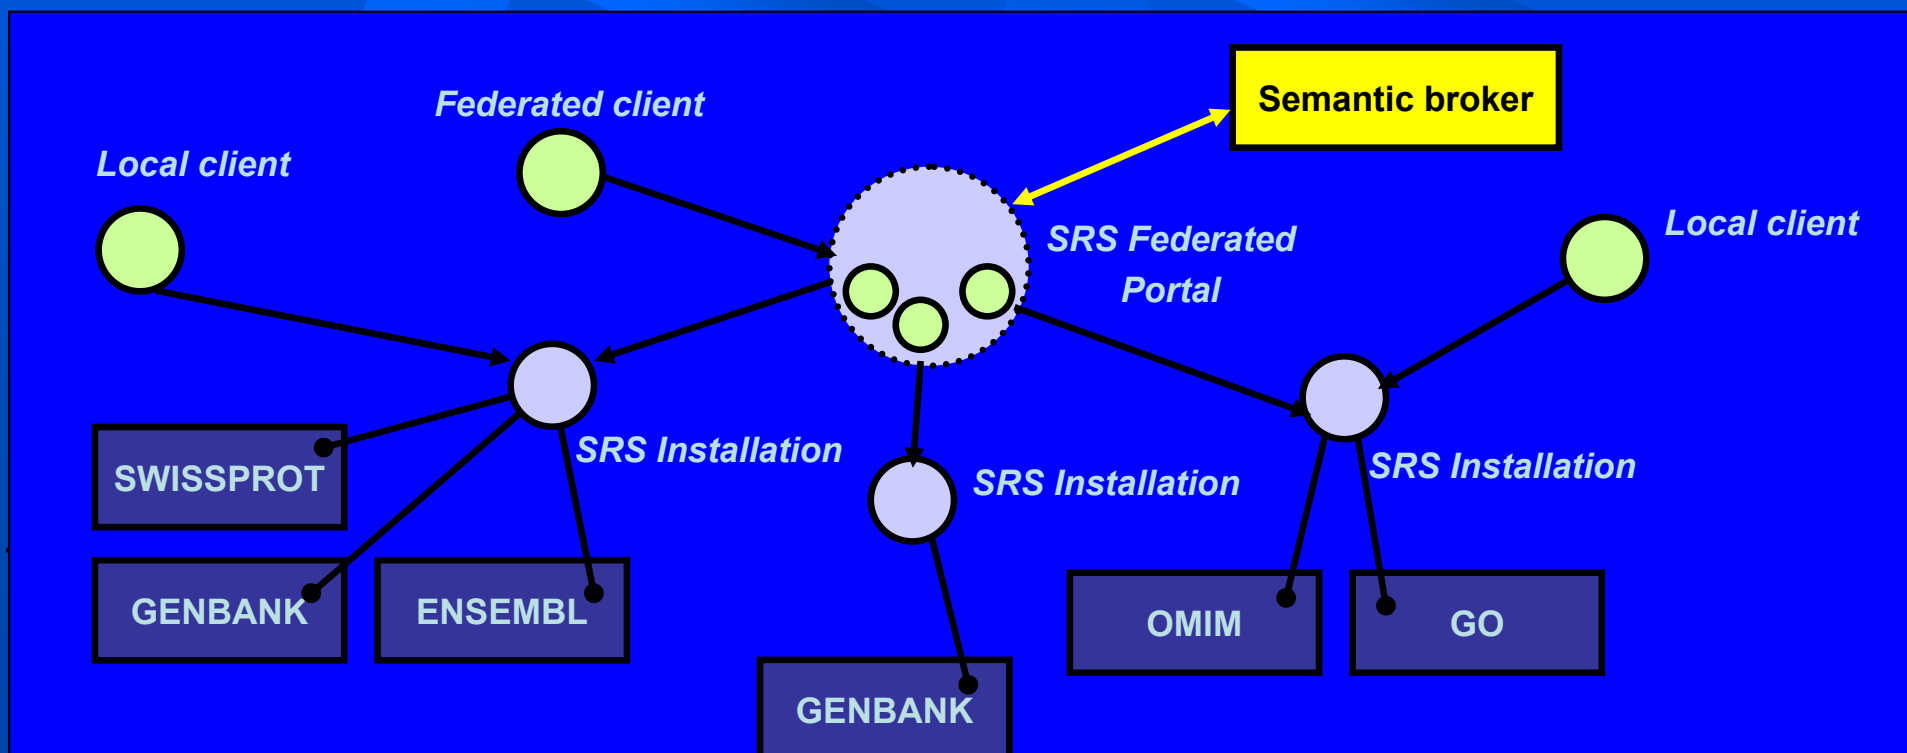 Semantic broker
Federated client
Local client
SRS Federated
Portal
Local client
SRS Installation
SRS Installation
SRS Installation
SWISSPROT
GENBANK
ENSEMBL
OMIM
GO
GENBANK